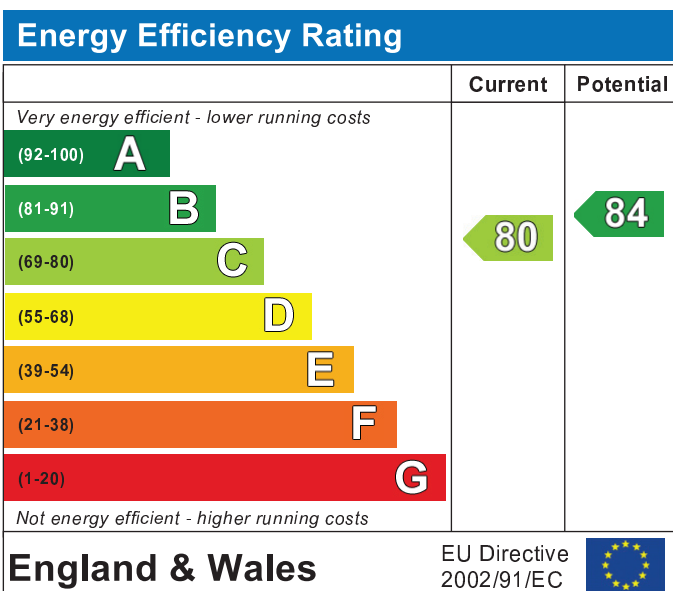 Energy Efficiency Rating
Current Potential
Very energy efficient - lower running costs
(92-100) A
(81-91) B
84
80
(69-80) C
(55-68) D
(39-54) E
(21-38) F
(1-20) G
Not energy efficient - higher running costs
England & Wales
EU Directive
2002/91/EC